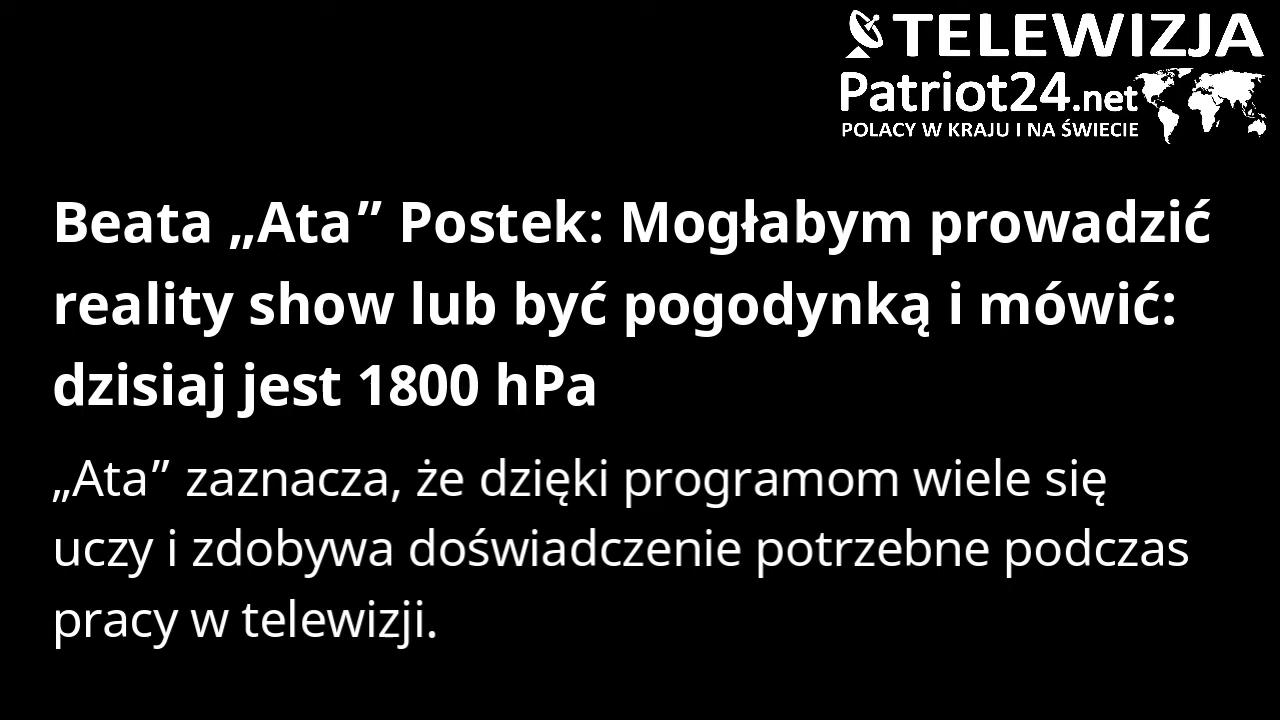 TELEWIZJA
Patriot24.net
POLACY W KRAJU I NA ŚWIECIE
Beata „Ata” Postek: Mogłabym prowadzić
reality show lub być pogodynką i mówić:
dzisiaj jest 1800 hPa
„Ata” zaznacza, że dzięki programom wiele się
uczy i zdobywa doświadczenie potrzebne podczas
pracy w telewizji.